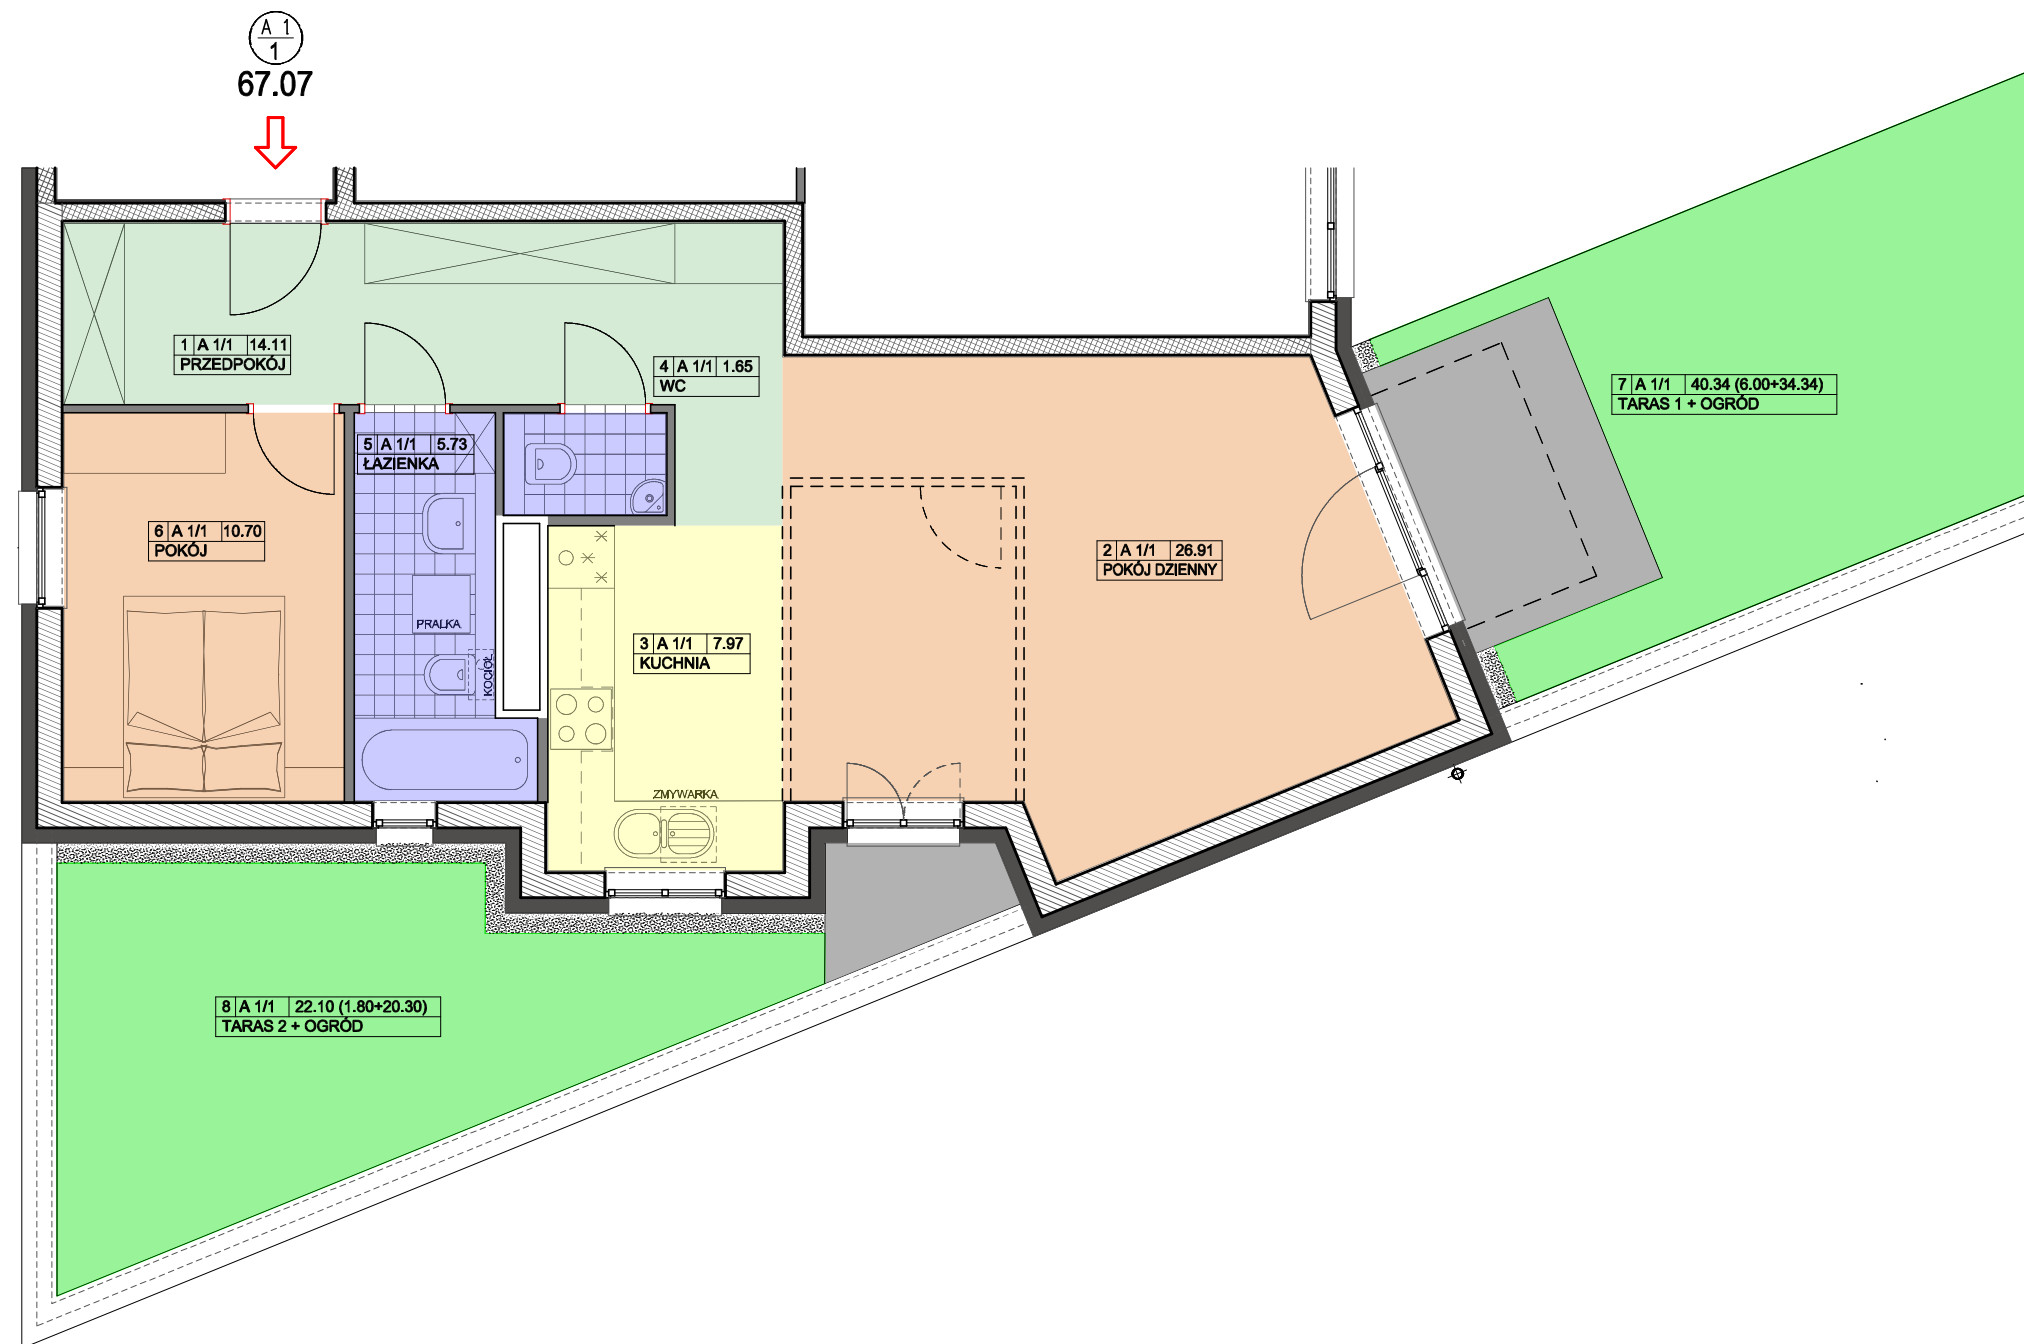 A 1
1
67.07
1 A 1/1 14.11
PRZEDPOKÓJ
4 A 1/1 1.65
WC
7 A 1/1 40.34 (6.00+34.34)
TARAS 1 + OGRÓD
5 A 1/1 5.73
ŁAZIENKA
6 A 1/1 10.70
POKÓJ
2 A 1/1 26.91
POKÓJ DZIENNY
PRALKA
KOCIOŁ
3 A 1/1 7.97
KUCHNIA
ZMYWARKA
8 A 1/1 22.10 (1.80+20.30)
TARAS 2 + OGRÓD